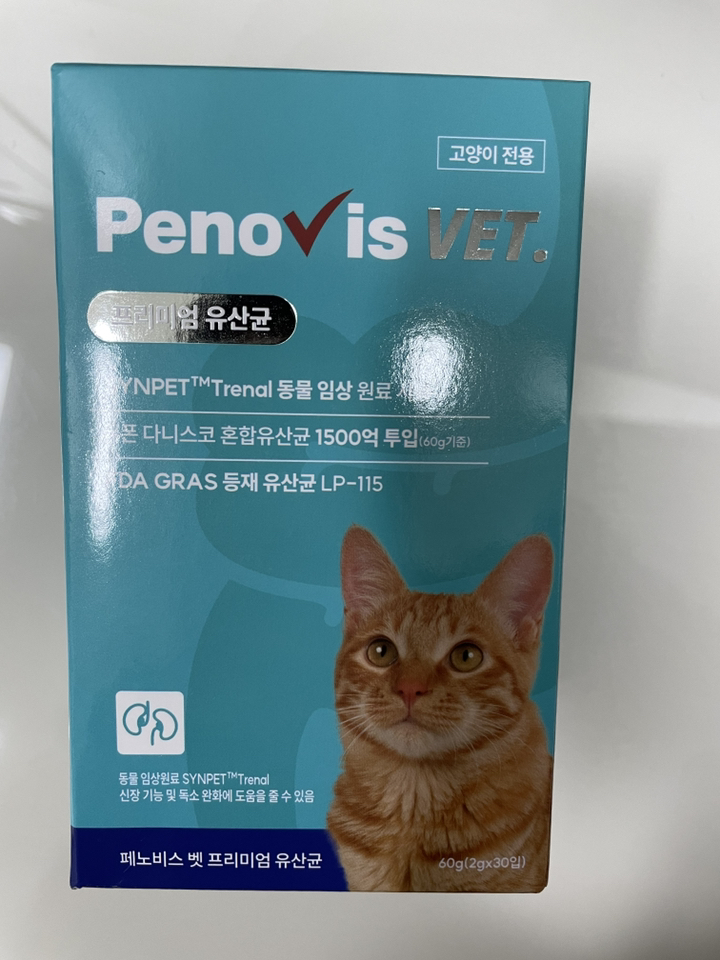 고양이 전용
Penovis VET.
프리미엄 유산균
YNPET™Trenal 동물 임상 원료
폰 다니스코 혼합유산균 1500억 투입(60g기준)
DA GRAS 등재 유산균 LP-115
동물 임상원료 SYNPET™Trenal
신장 기능 및 독소 완화에 도움을 줄 수 있음
페노비스 벳 프리미엄 유산균
60g(2gx30입)